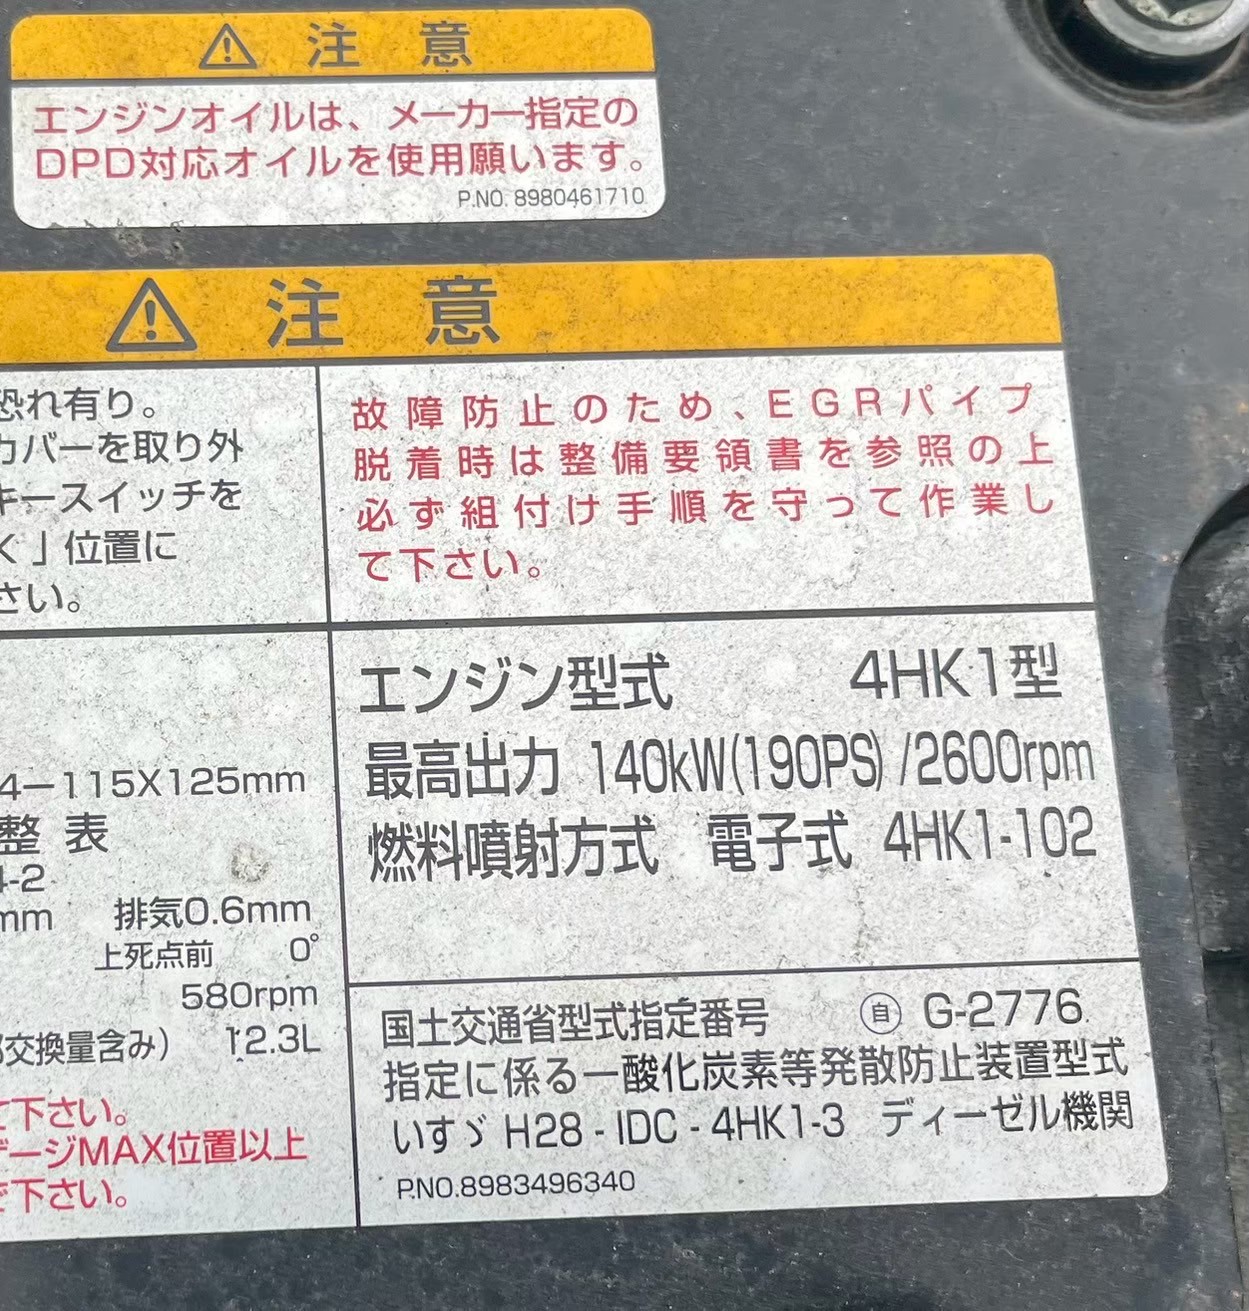 注意
エンジンオイルは、メーカー指定の
DPD対応オイルを使用願います。
P.NO. 8980461710
注意
恐れ有り。
カバーを取り外
キースイッチを
く」位置に
さい。
故障防止のため、EGRパイプ
脱着時は整備要領書を参照の上
必ず組付け手順を守って作業し
て下さい。
4－115X125mm
整表
4-2
mm 排気0.6mm
上死点前 0°
580rpm
交換量含み) 12.3L
て下さい。
ージMAX位置以上
で下さい。
エンジン型式 4HK1型
最高出力 140kW(190PS)/2600rpm
燃料噴射方式 電子式 4HK1-102
国土交通省型式指定番号 自 G-2776
指定に係る一酸化炭素等発散防止装置型式
いすゞ H28 - IDC - 4HK1-3 ディーゼル機関
P.NO.8983496340